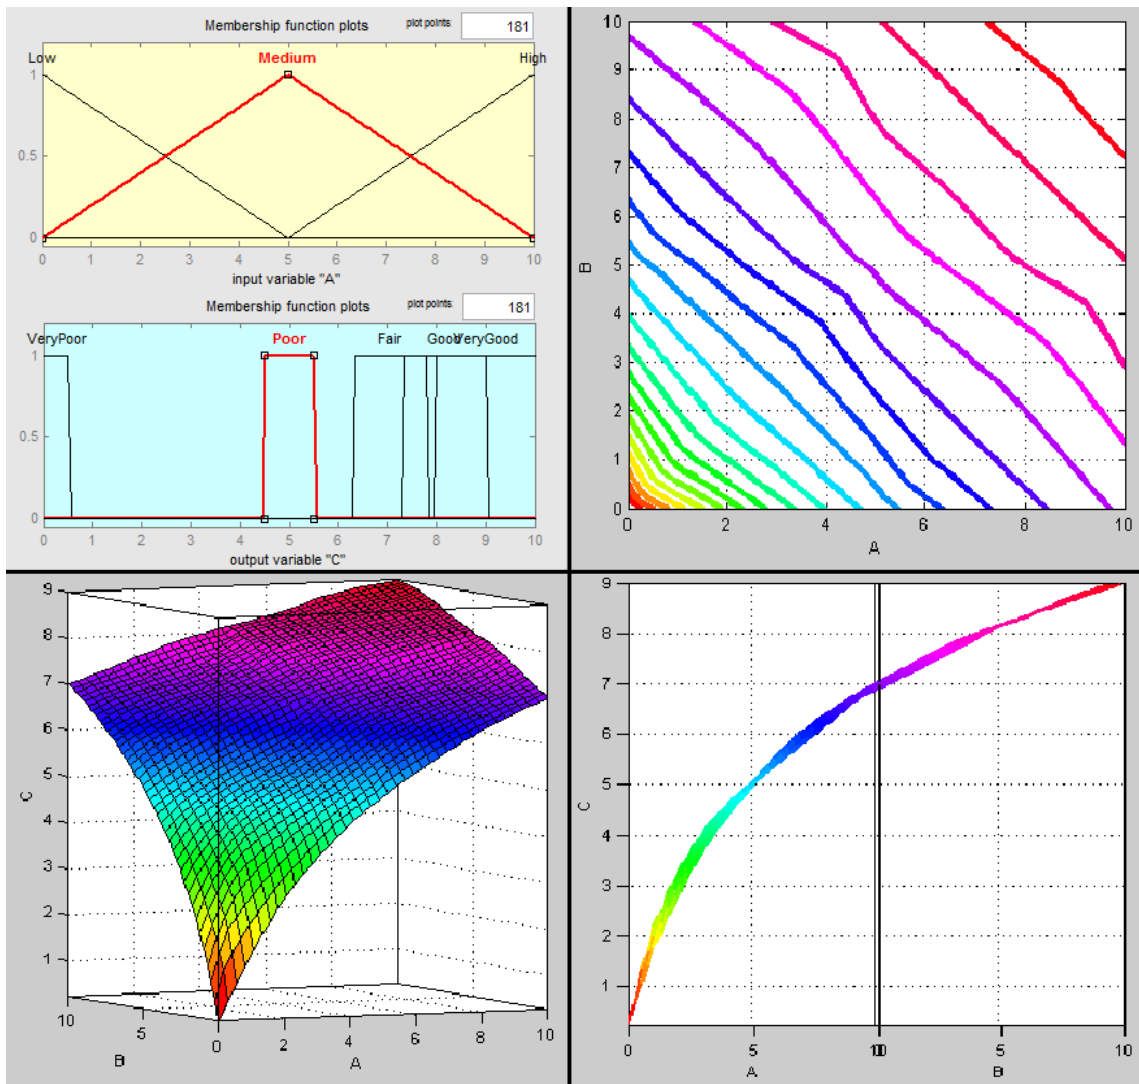 Membership function plots plot points: 181
Low Medium High
1
0.5
0
0 1 2 3 4 5 6 7 8 9 10
input variable "A"
Membership function plots plot points: 181
VeryPoor Poor Fair Good VeryGood
1
0.5
0
0 1 2 3 4 5 6 7 8 9 10
output variable "C"
10
9
8
7
6
5
4
3
2
1
0
B
0 2 4 6 8 10
A
9
8
7
6
5
4
3
2
1
C
10 5 0 2 4 6 8 10
B A
9
8
7
6
5
4
3
2
1
C
0 5 10 0 5 10
A B